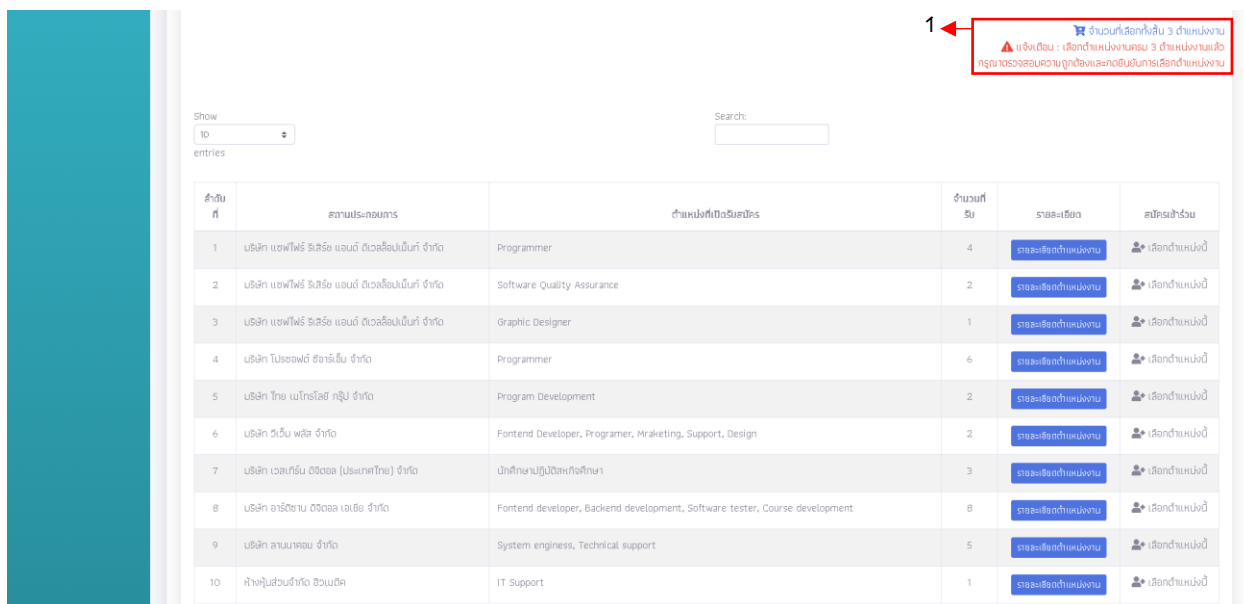 1
จำนวนที่เลือกทั้งสิ้น 3 ตำแหน่งงาน
แจ้งเตือน : เลือกตำแหน่งงานครบ 3 ตำแหน่งงานแล้ว
กรุณาตรวจสอบความถูกต้องและกดยืนยันการเลือกตำแหน่งงาน
Show
Search:
10
entries
ลำดับที่ สถานประกอบการ ตำแหน่งที่เปิดรับสมัคร จำนวนที่รับ รายละเอียด สมัครเข้าร่วม
1 บริษัท แซฟไฟร์ รีเสิร์ช แอนด์ ดีเวลล็อปเม็นท์ จำกัด Programmer 4 รายละเอียดตำแหน่งงาน เลือกตำแหน่งนี้
2 บริษัท แซฟไฟร์ รีเสิร์ช แอนด์ ดีเวลล็อปเม็นท์ จำกัด Software Quality Assurance 2 รายละเอียดตำแหน่งงาน เลือกตำแหน่งนี้
3 บริษัท แซฟไฟร์ รีเสิร์ช แอนด์ ดีเวลล็อปเม็นท์ จำกัด Graphic Designer 1 รายละเอียดตำแหน่งงาน เลือกตำแหน่งนี้
4 บริษัท โปรซอฟต์ ซีอาร์เอ็ม จำกัด Programmer 6 รายละเอียดตำแหน่งงาน เลือกตำแหน่งนี้
5 บริษัท ไทย เมโทรโลยี กรุ๊ป จำกัด Program Development 2 รายละเอียดตำแหน่งงาน เลือกตำแหน่งนี้
6 บริษัท วีเว็บ พลัส จำกัด Fontend Developer, Programer, Mraketing, Support, Design 2 รายละเอียดตำแหน่งงาน เลือกตำแหน่งนี้
7 บริษัท เวสเทิร์น ดิจิตอล (ประเทศไทย) จำกัด นักศึกษาปฏิบัติสหกิจศึกษา 3 รายละเอียดตำแหน่งงาน เลือกตำแหน่งนี้
8 บริษัท อาร์ติซาน ดิจิตอล เอเชีย จำกัด Fontend developer, Backend development, Software tester, Course development 8 รายละเอียดตำแหน่งงาน เลือกตำแหน่งนี้
9 บริษัท ลานนาคอม จำกัด System enginess, Technical support 5 รายละเอียดตำแหน่งงาน เลือกตำแหน่งนี้
10 ห้างหุ้นส่วนจำกัด ฮิวเมติค IT Support 1 รายละเอียดตำแหน่งงาน เลือกตำแหน่งนี้